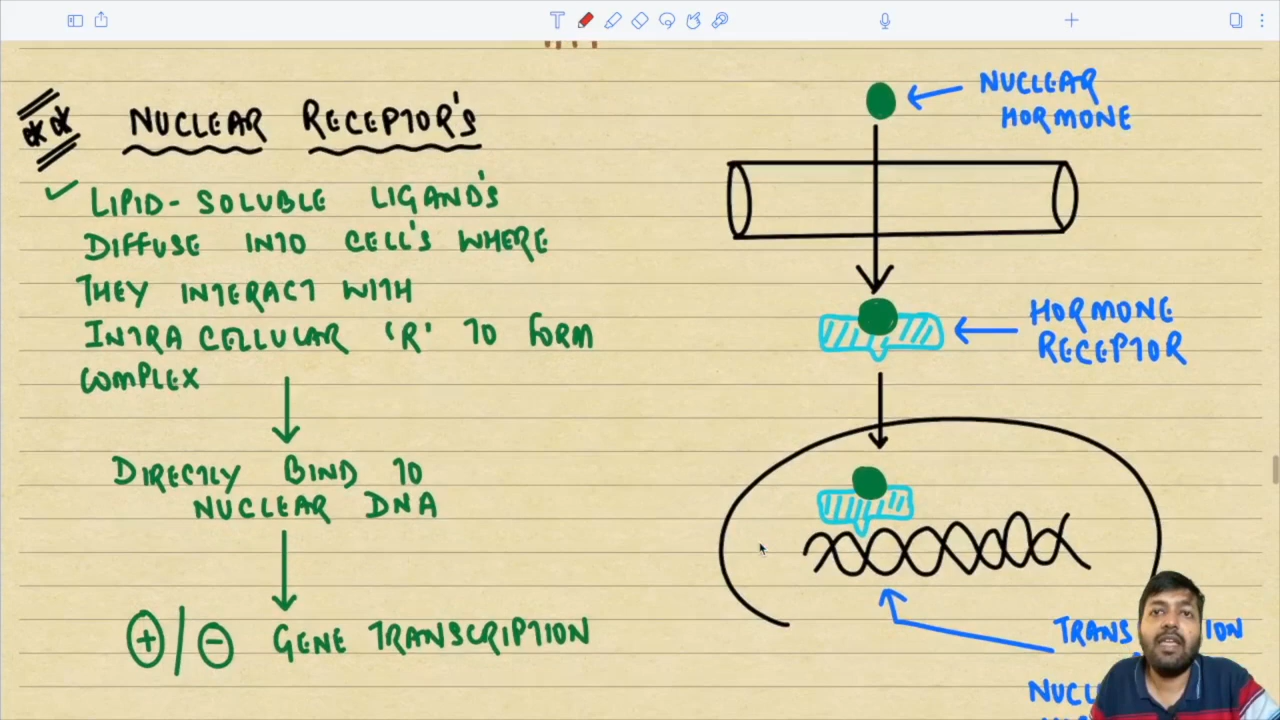 NUCLEAR RECEPTOR'S
LIPID-SOLUBLE LIGAND'S
DIFFUSE INTO CELL'S WHERE
THEY INTERACT WITH
INTRA CELLULAR 'R' TO FORM
COMPLEX
DIRECTLY BIND TO
NUCLEAR DNA
+/- GENE TRANSCRIPTION
NUCLEAR
HORMONE
HORMONE
RECEPTOR